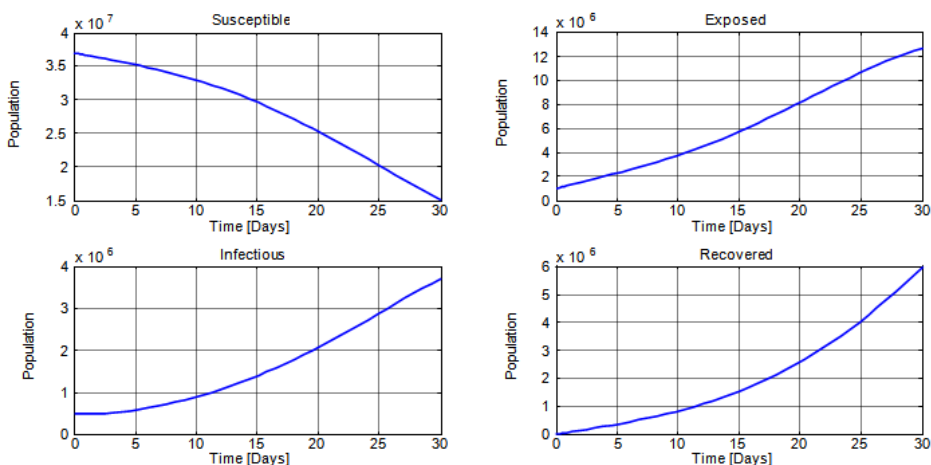 Susceptible
x 10 7
4
3.5
3
2.5
2
1.5
0 5 10 15 20 25 30
Population
Time [Days]
Exposed
x 10 6
14
12
10
8
6
4
2
0
0 5 10 15 20 25 30
Population
Time [Days]
Infectious
x 10 6
4
3
2
1
0
0 5 10 15 20 25 30
Population
Time [Days]
Recovered
x 10 6
6
5
4
3
2
1
0
0 5 10 15 20 25 30
Population
Time [Days]